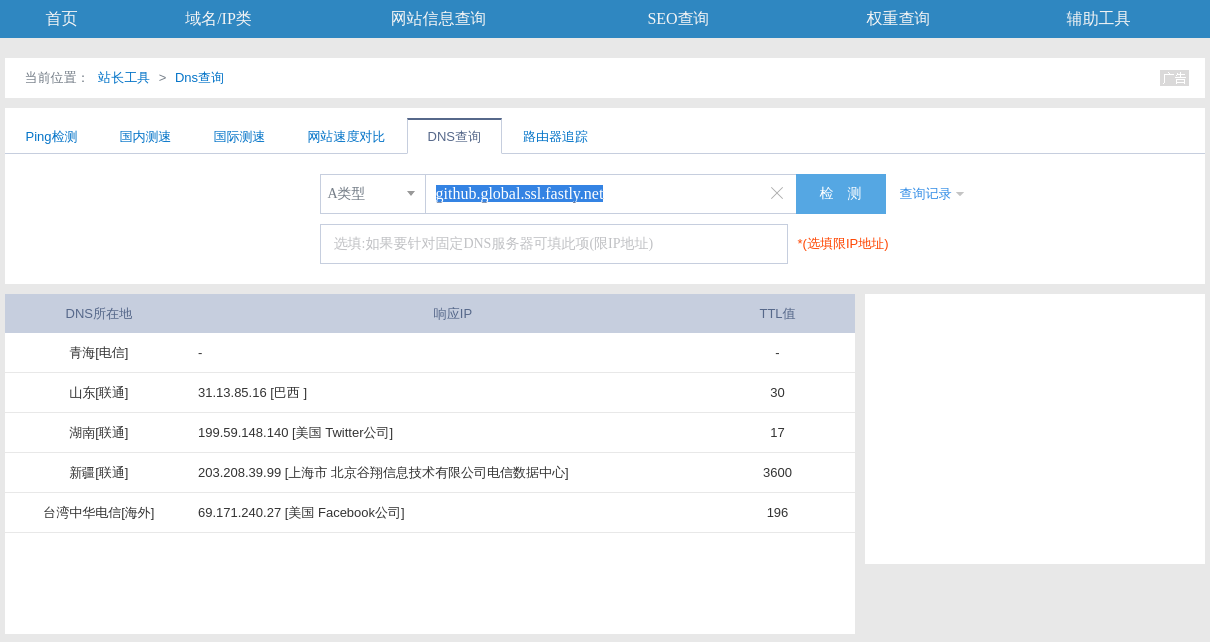 首页 域名/IP类 网站信息查询 SEO查询 权重查询 辅助工具
当前位置： 站长工具 > Dns查询 广告
Ping检测 国内测速 国际测速 网站速度对比 DNS查询 路由器追踪
A类型 github.global.ssl.fastly.net 检 测 查询记录
选填:如果要针对固定DNS服务器可填此项(限IP地址) *(选填限IP地址)
DNS所在地 响应IP TTL值
青海[电信] - -
山东[联通] 31.13.85.16 [巴西 ] 30
湖南[联通] 199.59.148.140 [美国 Twitter公司] 17
新疆[联通] 203.208.39.99 [上海市 北京谷翔信息技术有限公司电信数据中心] 3600
台湾中华电信[海外] 69.171.240.27 [美国 Facebook公司] 196